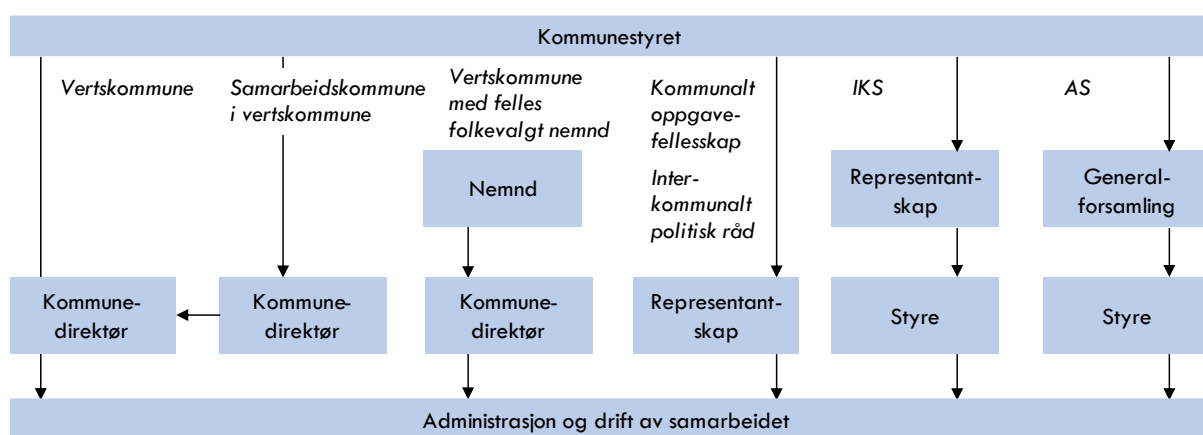 Kommunestyret
Vertskommune
Samarbeidskommune
i vertskommune
Vertskommune
med felles
folkevalgt nemnd
Kommunalt
oppgave-
fellesskap
Inter-
kommunalt
politisk råd
IKS
AS
Nemnd
Representant-
skap
General-
forsamling
Kommune-
direktør
Kommune-
direktør
Kommune-
direktør
Representant-
skap
Styre
Styre
Administrasjon og drift av samarbeidet